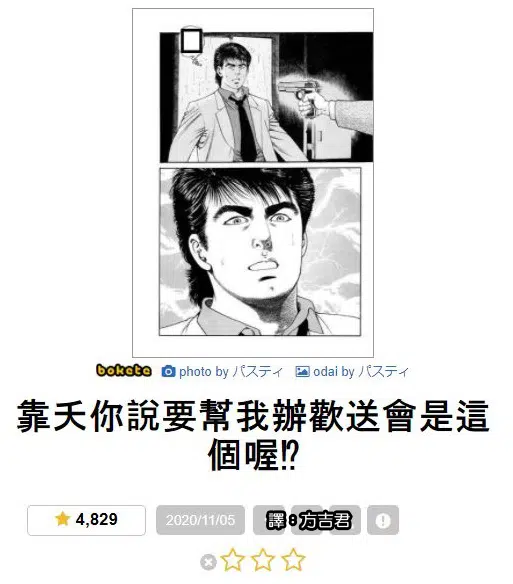 bokete photo by パスティ odai by パスティ
靠夭你說要幫我辦歡送會是這
個喔!?
4,829 2020/11/05 譯 方吉君